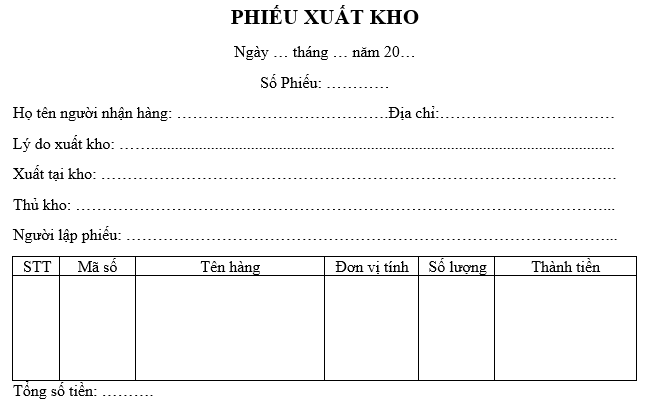 PHIẾU XUẤT KHO
Ngày … tháng … năm 20…
Số Phiếu: …………
Họ tên người nhận hàng: ……………………………………Địa chỉ:……………………………
Lý do xuất kho: ……...............................................................................................................
Xuất tại kho: …………………………………………………………………………………….
Thủ kho: ………………………………………………………………………………………...
Người lập phiếu: ………………………………………………………………………………..
STT Mã số Tên hàng Đơn vị tính Số lượng Thành tiền
Tổng số tiền: ……….